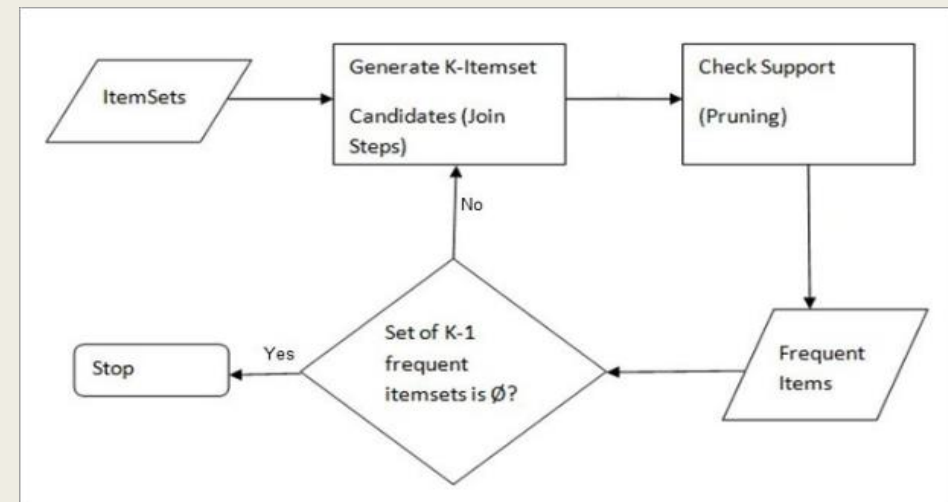 ItemSets
Generate K-Itemset
Candidates (Join
Steps)
Check Support
(Pruning)
No
Set of K-1
frequent
itemsets is Ø?
Yes
Stop
Frequent
Items